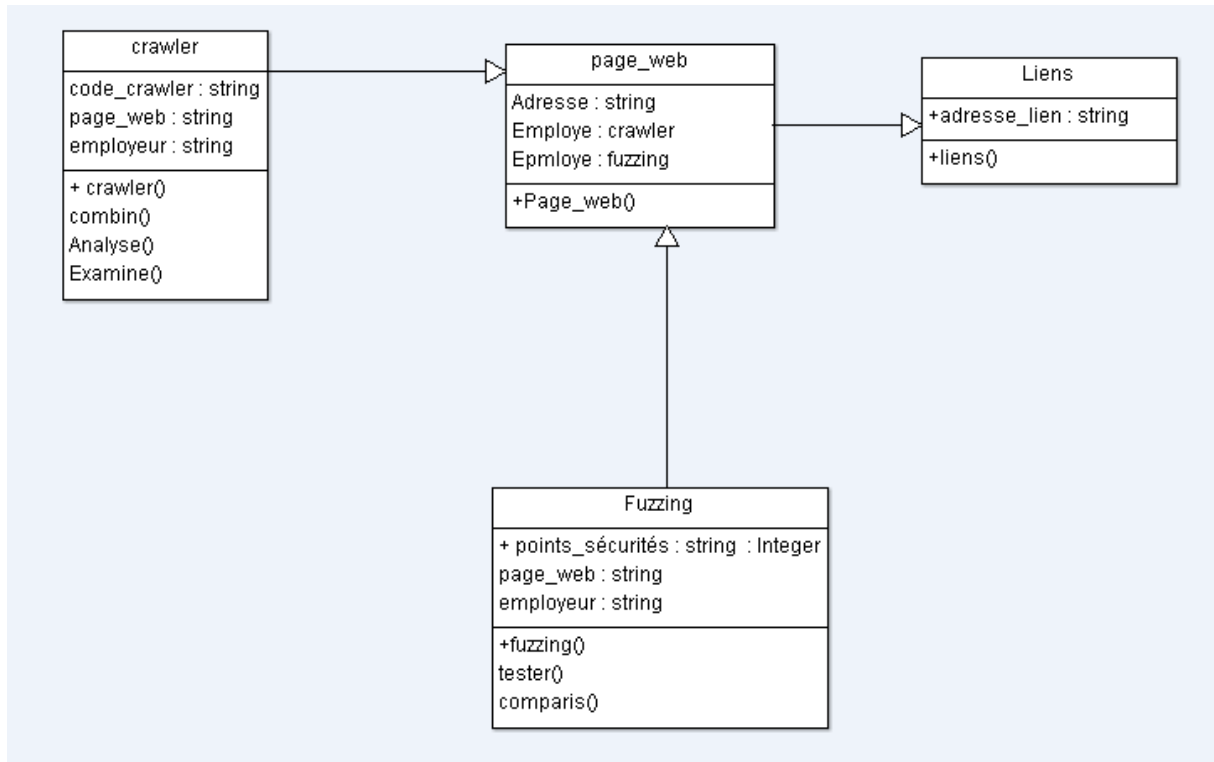 crawler
code_crawler : string
page_web : string
employeur : string
+ crawler()
combin()
Analyse()
Examine()
page_web
Adresse : string
Employe : crawler
Epmloye : fuzzing
+Page_web()
Liens
+adresse_lien : string
+liens()
Fuzzing
+ points_sécurités : string : Integer
page_web : string
employeur : string
+fuzzing()
tester()
comparis()